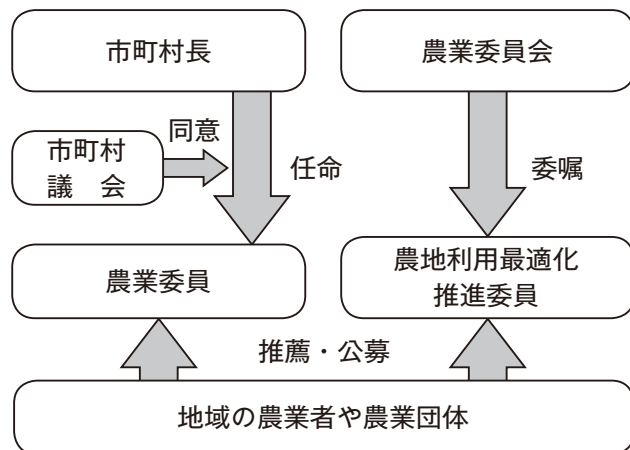 市町村長
農業委員会
同意
市町村
議　会
任命
委嘱
農業委員
農地利用最適化
推進委員
推薦・公募
地域の農業者や農業団体